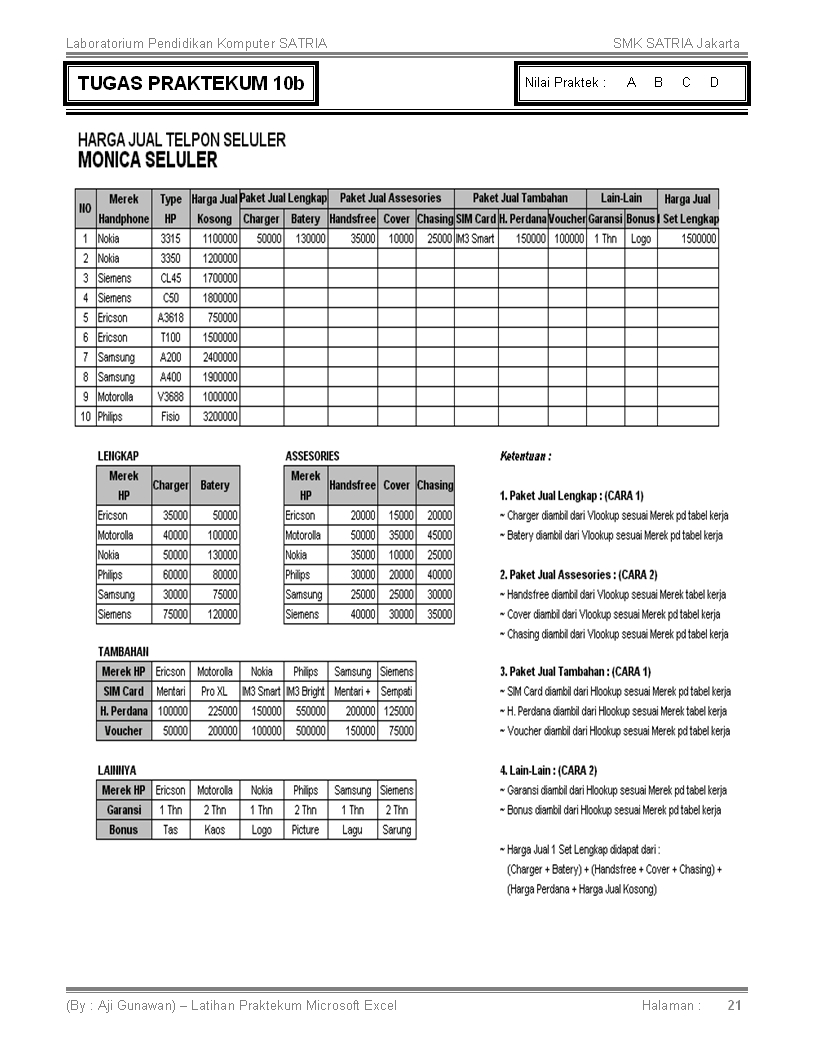 Laboratorium Pendidikan Komputer SATRIA SMK SATRIA Jakarta
TUGAS PRAKTEKUM 10b Nilai Praktek : A B C D
HARGA JUAL TELPON SELULER
MONICA SELULER
NO Merek Handphone Type HP Harga Jual Kosong Paket Jual Lengkap Paket Jual Assesories Paket Jual Tambahan Lain-Lain Harga Jual
Charger Batery Handsfree Cover Chasing SIM Card H. Perdana Voucher Garansi Bonus I Set Lengkap
1 Nokia 3315 1100000 50000 130000 35000 10000 25000 IM3 Smart 150000 100000 1 Thn Logo 1500000
2 Nokia 3350 1200000
3 Siemens CL45 1700000
4 Siemens C50 1800000
5 Ericson A3618 750000
6 Ericson T100 1500000
7 Samsung A200 2400000
8 Samsung A400 1900000
9 Motorolla V3688 1000000
10 Philips Fisio 3200000
LENGKAP
Merek HP Charger Batery
Ericson 35000 50000
Motorolla 40000 100000
Nokia 50000 130000
Philips 60000 80000
Samsung 30000 75000
Siemens 75000 120000
ASSESORIES
Merek HP Handsfree Cover Chasing
Ericson 20000 15000 20000
Motorolla 50000 35000 45000
Nokia 35000 10000 25000
Philips 30000 20000 40000
Samsung 25000 25000 30000
Siemens 40000 30000 35000
TAMBAHAN
Merek HP Ericson Motorolla Nokia Philips Samsung Siemens
SIM Card Mentari Pro XL IM3 Smart IM3 Bright Mentari + Sempati
H. Perdana 100000 225000 150000 550000 200000 125000
Voucher 50000 200000 100000 500000 150000 75000
LAINNYA
Merek HP Ericson Motorolla Nokia Philips Samsung Siemens
Garansi 1 Thn 2 Thn 1 Thn 2 Thn 1 Thn 2 Thn
Bonus Tas Kaos Logo Picture Lagu Sarung
Ketentuan :
1. Paket Jual Lengkap : (CARA 1)
~ Charger diambil dari Vlookup sesuai Merek pd tabel kerja
~ Batery diambil dari Vlookup sesuai Merek pd tabel kerja
2. Paket Jual Assesories : (CARA 2)
~ Handsfree diambil dari Vlookup sesuai Merek tabel kerja
~ Cover diambil dari Vlookup sesuai Merek pd tabel kerja
~ Chasing diambil dari Vlookup sesuai Merek pd tabel kerja
3. Paket Jual Tambahan : (CARA 1)
~ SIM Card diambil dari Hlookup sesuai Merek pd tabel kerja
~ H. Perdana diambil dari Hlookup sesuai Merek tabel kerja
~ Voucher diambil dari Hlookup sesuai Merek pd tabel kerja
4. Lain-Lain : (CARA 2)
~ Garansi diambil dari Hlookup sesuai Merek pd tabel kerja
~ Bonus diambil dari Hlookup sesuai Merek pd tabel kerja
~ Harga Jual 1 Set Lengkap didapat dari :
(Charger + Batery) + (Handsfree + Cover + Chasing) +
(Harga Perdana + Harga Jual Kosong)
(By : Aji Gunawan) – Latihan Praktekum Microsoft Excel Halaman : 21